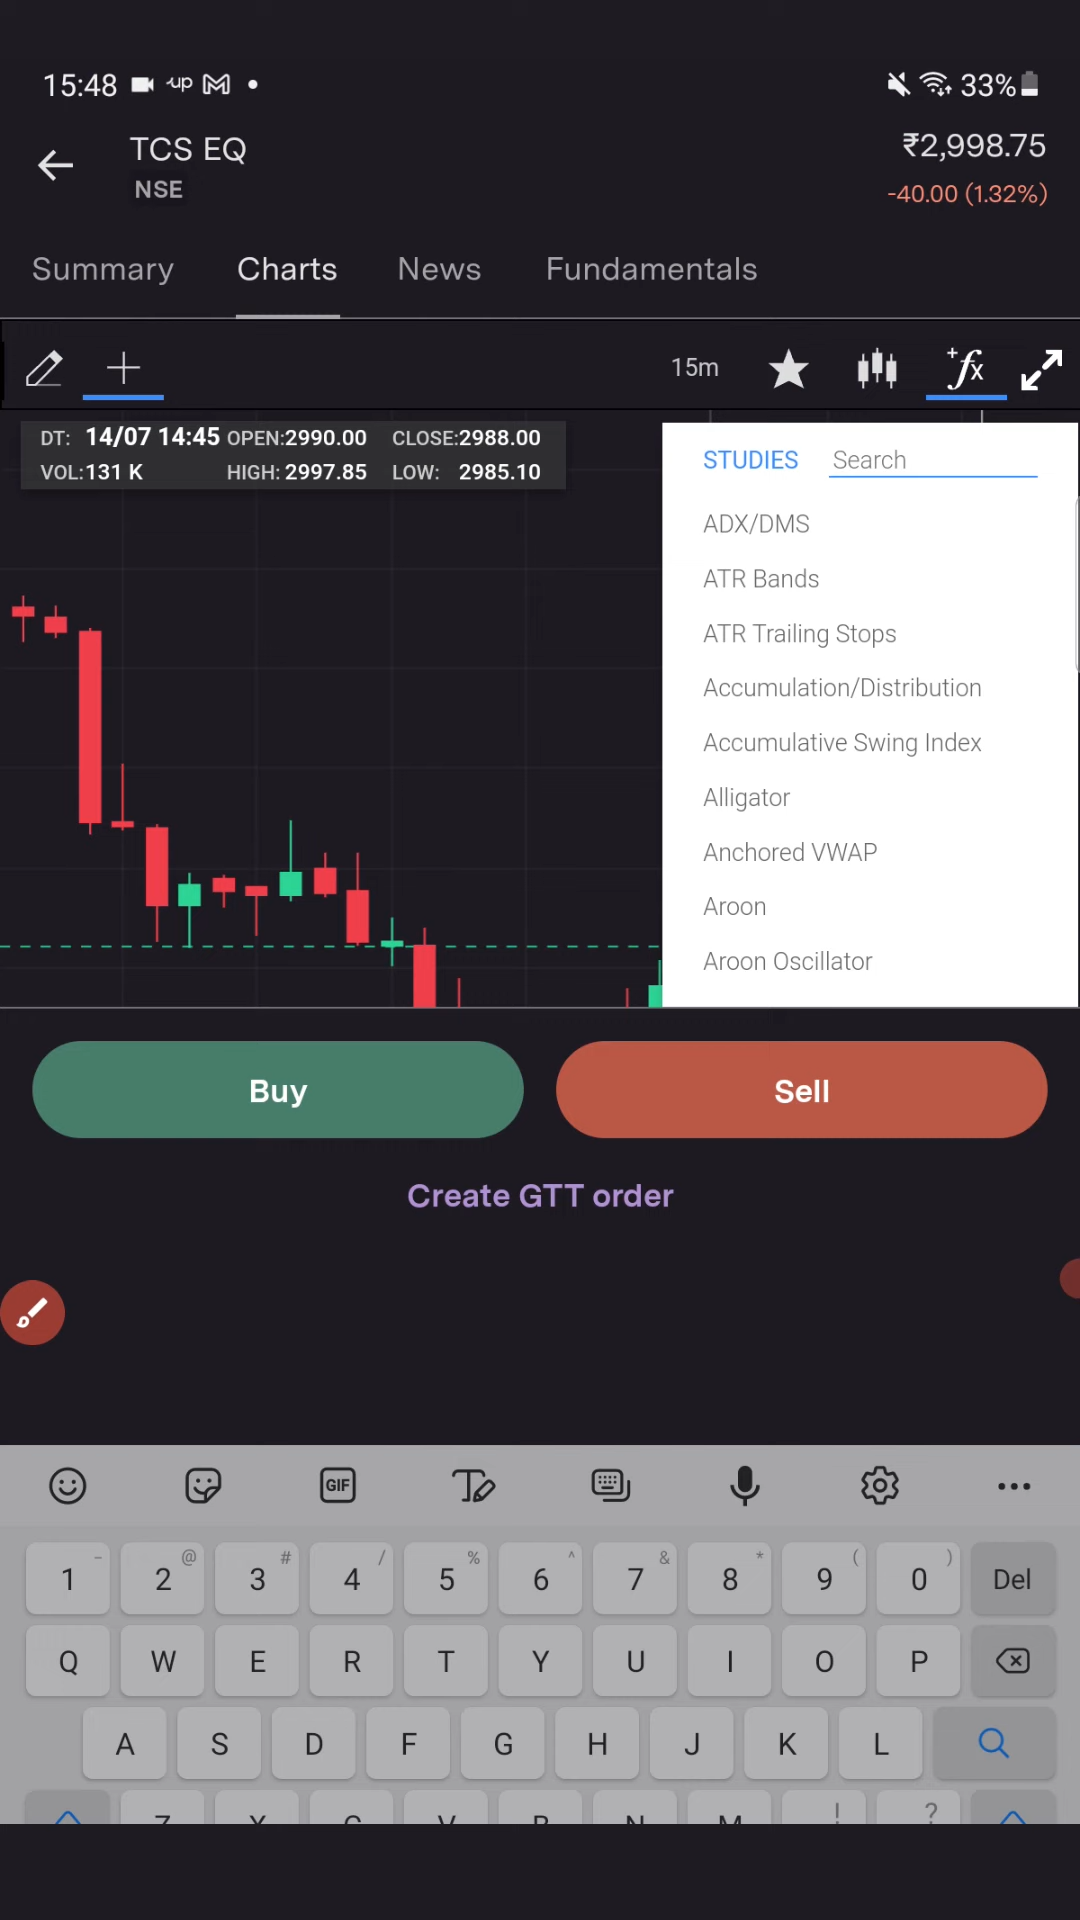 15:48 up 33%
TCS EQ ₹2,998.75
NSE -40.00 (1.32%)
Summary Charts News Fundamentals
15m +fx
DT: 14/07 14:45 OPEN:2990.00 CLOSE:2988.00
VOL:131 K HIGH: 2997.85 LOW: 2985.10
STUDIES Search
ADX/DMS
ATR Bands
ATR Trailing Stops
Accumulation/Distribution
Accumulative Swing Index
Alligator
Anchored VWAP
Aroon
Aroon Oscillator
Buy Sell
Create GTT order
GIF
- @ # / % ^ & * ( )
1 2 3 4 5 6 7 8 9 0 Del
Q W E R T Y U I O P
A S D F G H J K L
Z X C V B N M ! ?